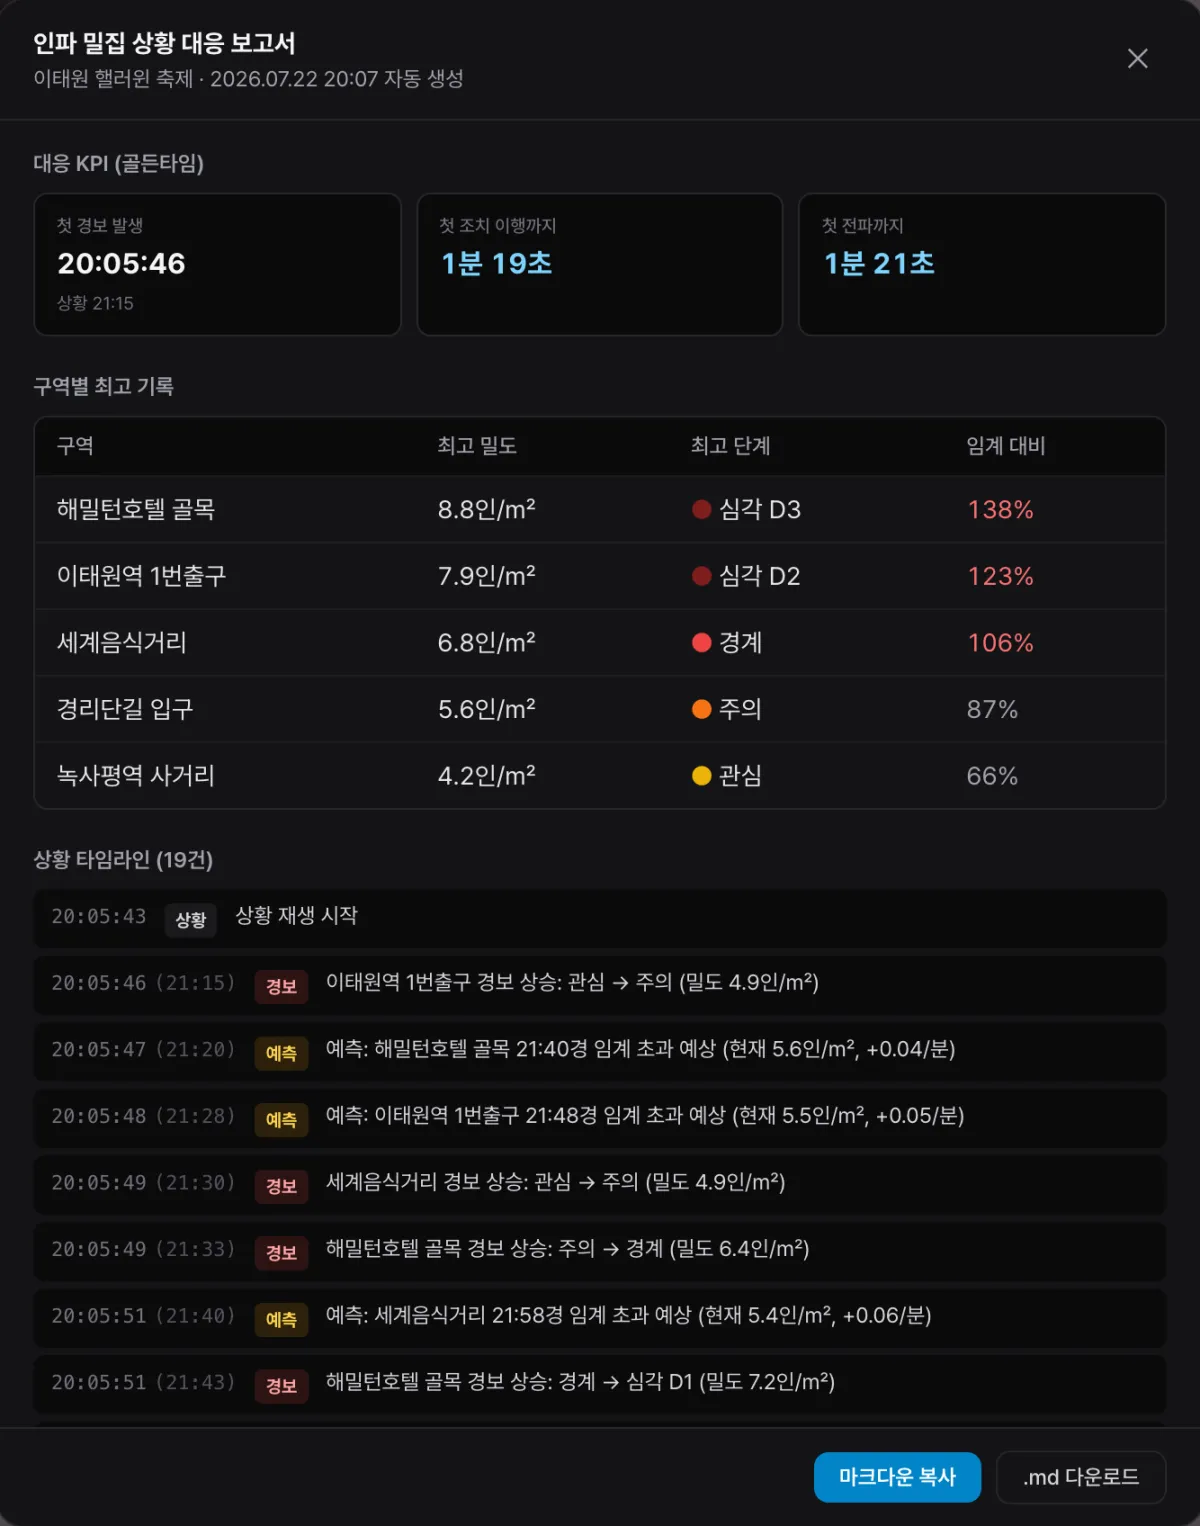 인파 밀집 상황 대응 보고서
이태원 핼러윈 축제 · 2026.07.22 20:07 자동 생성
대응 KPI (골든타임)
첫 경보 발생
20:05:46
상황 21:15
첫 조치 이행까지
1분 19초
첫 전파까지
1분 21초
구역별 최고 기록
구역 최고 밀도 최고 단계 임계 대비
해밀턴호텔 골목 8.8인/m² 심각 D3 138%
이태원역 1번출구 7.9인/m² 심각 D2 123%
세계음식거리 6.8인/m² 경계 106%
경리단길 입구 5.6인/m² 주의 87%
녹사평역 사거리 4.2인/m² 관심 66%
상황 타임라인 (19건)
20:05:43 상황 상황 재생 시작
20:05:46 (21:15) 경보 이태원역 1번출구 경보 상승: 관심 → 주의 (밀도 4.9인/m²)
20:05:47 (21:20) 예측 예측: 해밀턴호텔 골목 21:40경 임계 초과 예상 (현재 5.6인/m², +0.04/분)
20:05:48 (21:28) 예측 예측: 이태원역 1번출구 21:48경 임계 초과 예상 (현재 5.5인/m², +0.05/분)
20:05:49 (21:30) 경보 세계음식거리 경보 상승: 관심 → 주의 (밀도 4.9인/m²)
20:05:49 (21:33) 경보 해밀턴호텔 골목 경보 상승: 주의 → 경계 (밀도 6.4인/m²)
20:05:51 (21:40) 예측 예측: 세계음식거리 21:58경 임계 초과 예상 (현재 5.4인/m², +0.06/분)
20:05:51 (21:43) 경보 해밀턴호텔 골목 경보 상승: 경계 → 심각 D1 (밀도 7.2인/m²)
마크다운 복사
.md 다운로드